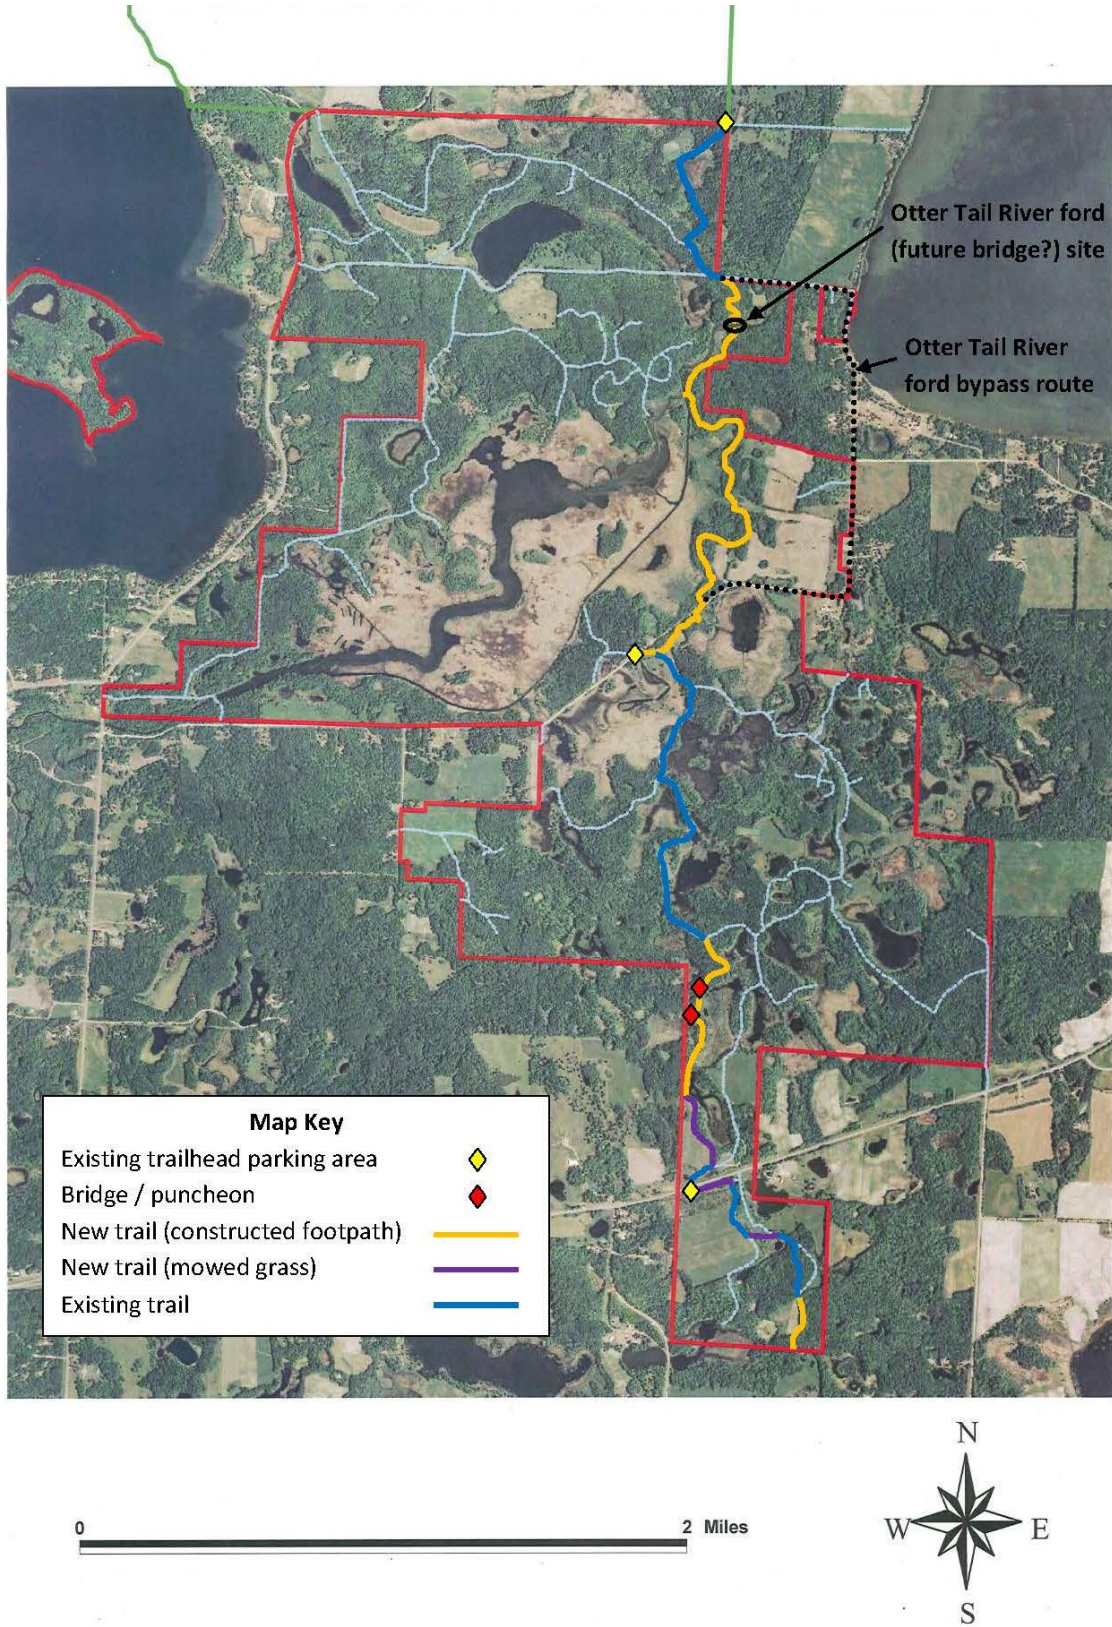 Otter Tail River ford
(future bridge?) site
Otter Tail River
ford bypass route
Map Key
Existing trailhead parking area
Bridge / puncheon
New trail (constructed footpath)
New trail (mowed grass)
Existing trail
N
W E
S
0 2 Miles